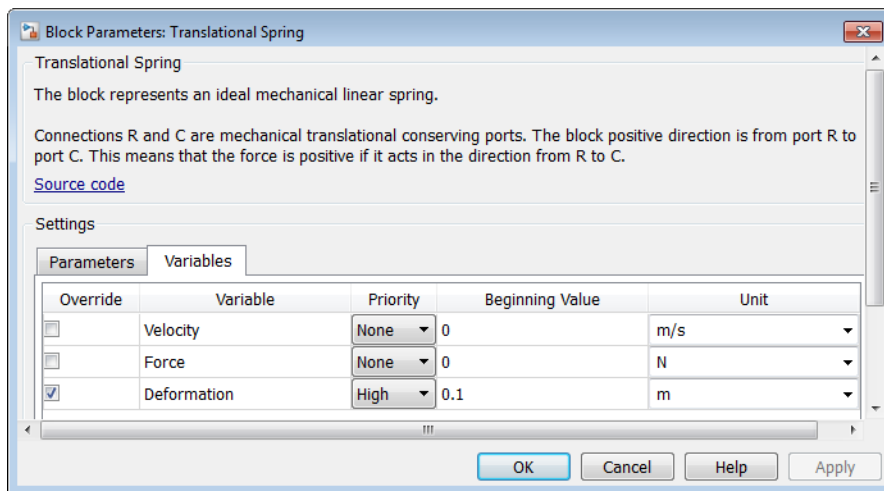 Block Parameters: Translational Spring
Translational Spring
The block represents an ideal mechanical linear spring.
Connections R and C are mechanical translational conserving ports. The block positive direction is from port R to
port C. This means that the force is positive if it acts in the direction from R to C.
Source code
Settings
Parameters Variables
Override Variable Priority Beginning Value Unit
Velocity None 0 m/s
Force None 0 N
Deformation High 0.1 m
OK Cancel Help Apply